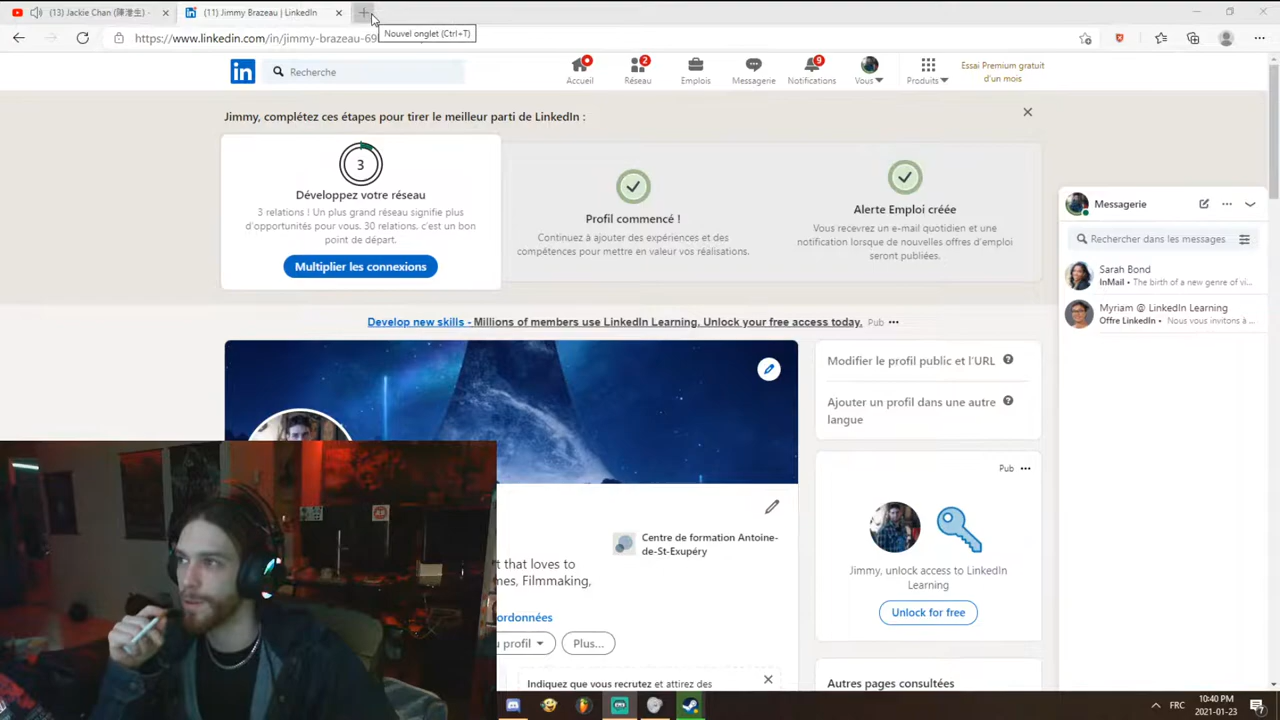 (13) Jackie Chan (陳港生) -
(11) Jimmy Brazeau | LinkedIn
Nouvel onglet (Ctrl+T)
https://www.linkedin.com/in/jimmy-brazeau-69
in
Recherche
Accueil
2
Réseau
Emplois
Messagerie
9
Notifications
Vous
Produits
Essai Premium gratuit
d'un mois
Jimmy, complétez ces étapes pour tirer le meilleur parti de LinkedIn :
3
Développez votre réseau
3 relations ! Un plus grand réseau signifie plus
d'opportunités pour vous. 30 relations, c'est un bon
point de départ.
Multiplier les connexions
Profil commencé !
Continuez à ajouter des expériences et des
compétences pour mettre en valeur vos réalisations.
Alerte Emploi créée
Vous recevrez un e-mail quotidien et une
notification lorsque de nouvelles offres d'emploi
seront publiées.
Messagerie
Rechercher dans les messages
Sarah Bond
InMail • The birth of a new genre of vi...
Myriam @ LinkedIn Learning
Offre LinkedIn • Nous vous invitons à ...
Develop new skills - Millions of members use LinkedIn Learning. Unlock your free access today. Pub •••
Modifier le profil public et l'URL
Ajouter un profil dans une autre
langue
Pub •••
Jimmy, unlock access to LinkedIn
Learning
Unlock for free
Autres pages consultées
Centre de formation Antoine-
de-St-Exupéry
t that loves to
mes, Filmmaking,
ordonnées
u profil
Plus...
Indiquez que vous recrutez et attirez des
FRC
10:40 PM
2021-01-23
7